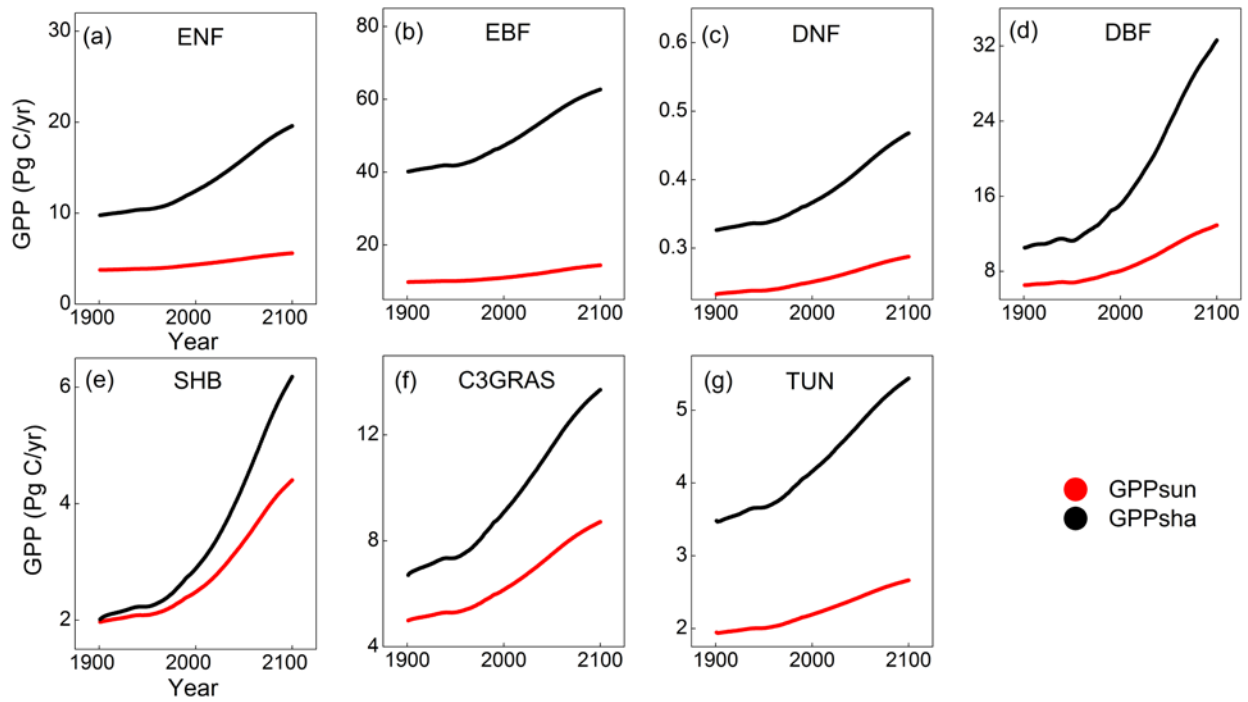 (a) ENF
30
20
10
0
1900 2000 2100
Year
GPP (Pg C/yr)
(b) EBF
80
60
40
20
1900 2000 2100
(c) DNF
0.6
0.45
0.3
1900 2000 2100
(d) DBF
32
24
16
8
1900 2000 2100
(e) SHB
6
4
2
1900 2000 2100
Year
GPP (Pg C/yr)
(f) C3GRAS
12
8
4
1900 2000 2100
(g) TUN
5
4
3
2
1900 2000 2100
GPPsun
GPPsha